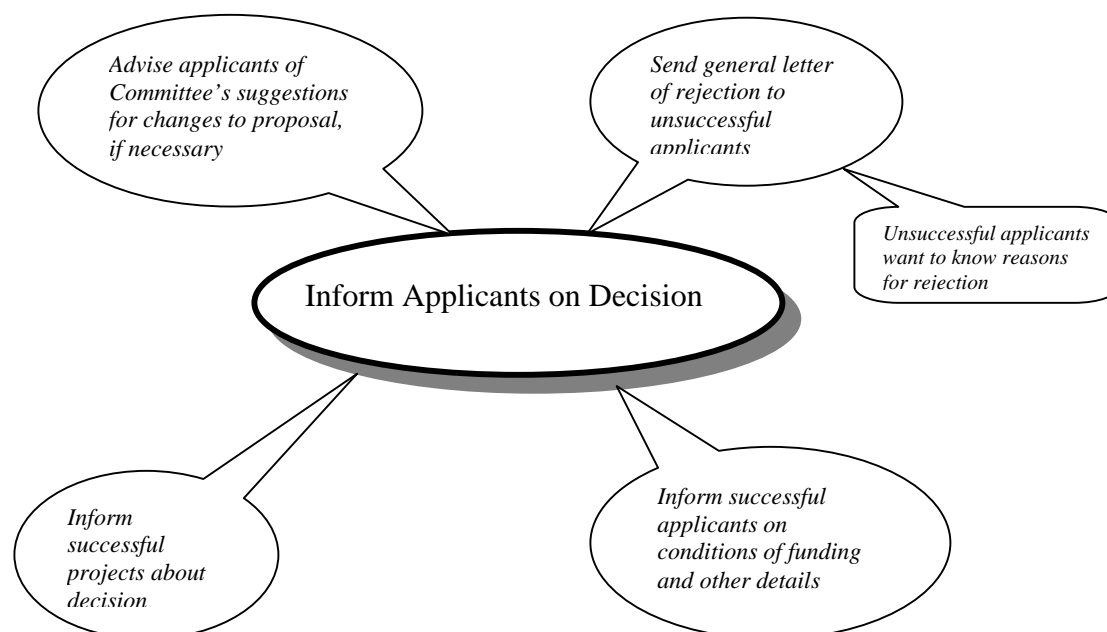 Advise applicants of
Committee's suggestions
for changes to proposal,
if necessary
Send general letter
of rejection to
unsuccessful
applicants
Unsuccessful applicants
want to know reasons
for rejection
Inform Applicants on Decision
Inform
successful
projects about
decision
Inform successful
applicants on
conditions of funding
and other details